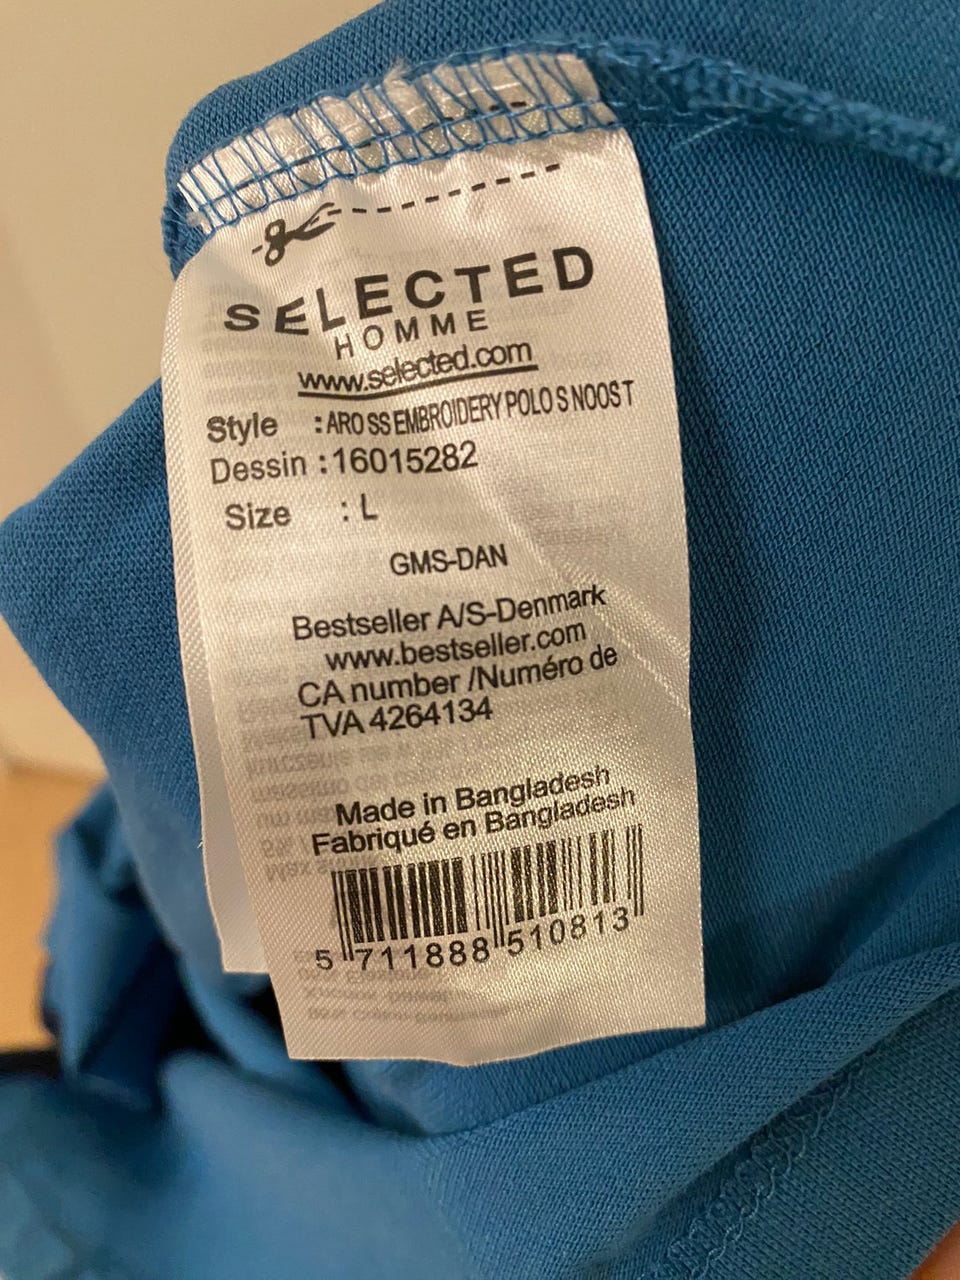 SELECTED
HOMME
www.selected.com
Style : ARO SS EMBROIDERY POLO S NOOS T
Dessin : 16015282
Size : L
GMS-DAN
Bestseller A/S-Denmark
www.bestseller.com
CA number /Numéro de
TVA 4264134
Made in Bangladesh
Fabriqué en Bangladesh
5 711888 510813